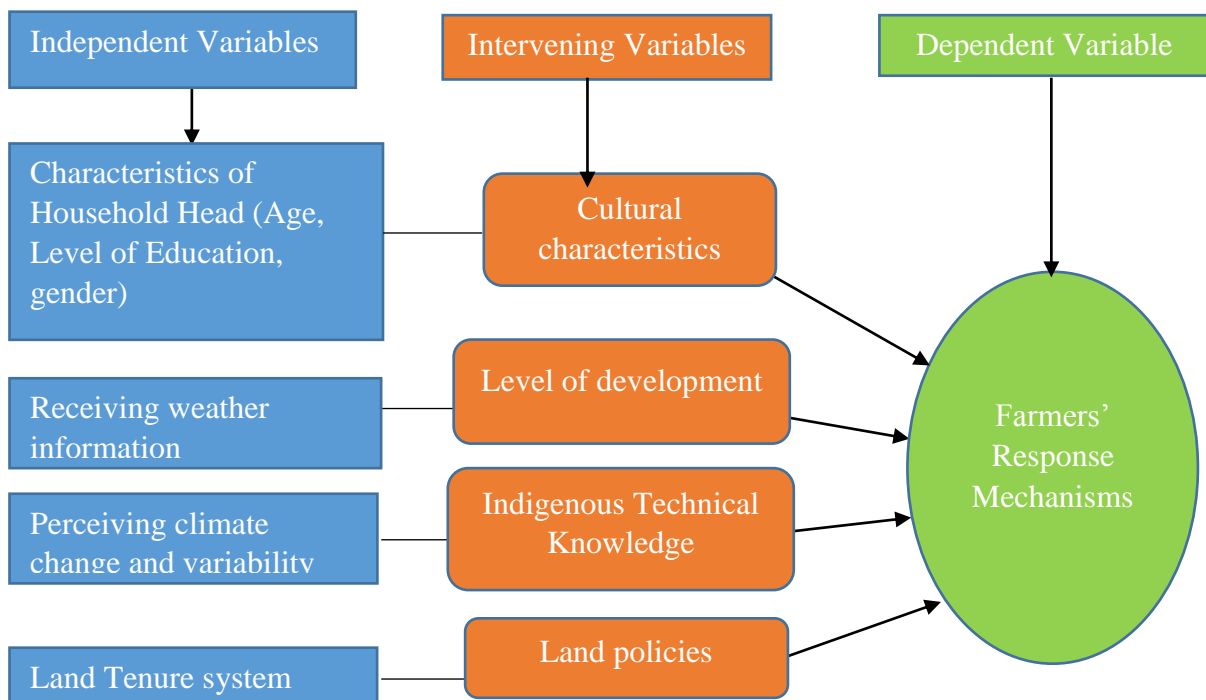 Independent Variables
Intervening Variables
Dependent Variable
Characteristics of
Household Head (Age,
Level of Education,
gender)
Cultural
characteristics
Receiving weather
information
Level of development
Perceiving climate
change and variability
Indigenous Technical
Knowledge
Land Tenure system
Land policies
Farmers’
Response
Mechanisms